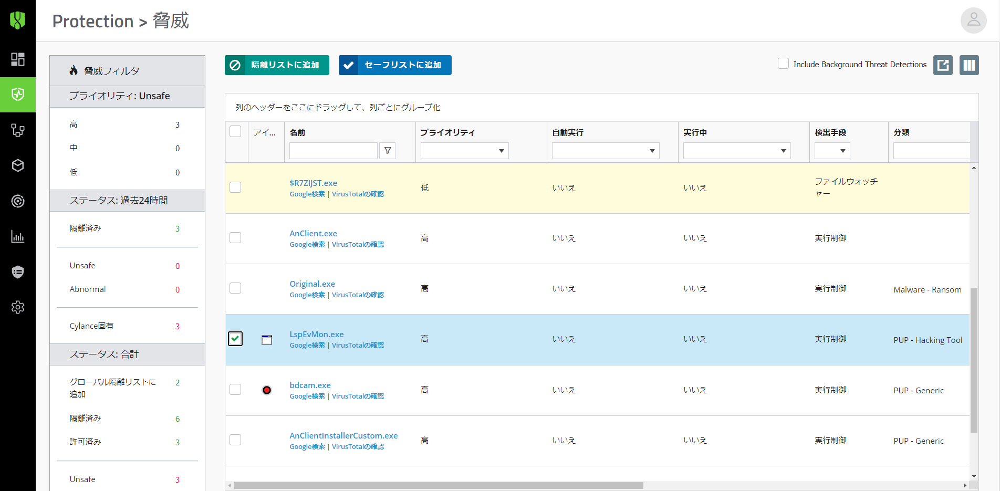 Protection > 脅威
脅威フィルタ
プライオリティ: Unsafe
高 3
中 0
低 0
ステータス: 過去24時間
隔離済み 3
Unsafe 0
Abnormal 0
Cylance固有 3
ステータス: 合計
グローバル隔離リストに 2
追加
隔離済み 6
許可済み 3
Unsafe 3
隔離リストに追加
セーフリストに追加
Include Background Threat Detections
列のヘッダーをここにドラッグして、列ごとにグループ化
アイ... 名前 プライオリティ 自動実行 実行中 検出手段 分類
$R7ZIJST.exe
Google検索 | VirusTotalの確認
低 いいえ いいえ ファイルウォッチ
ャー
AnClient.exe
Google検索 | VirusTotalの確認
高 いいえ いいえ 実行制御
Original.exe
Google検索 | VirusTotalの確認
高 いいえ いいえ 実行制御 Malware - Ransom
LspEvMon.exe
Google検索 | VirusTotalの確認
高 いいえ いいえ 実行制御 PUP - Hacking Tool
bdcam.exe
Google検索 | VirusTotalの確認
高 いいえ いいえ 実行制御 PUP - Generic
AnClientInstallerCustom.exe
Google検索 | VirusTotalの確認
高 いいえ いいえ 実行制御 PUP - Generic